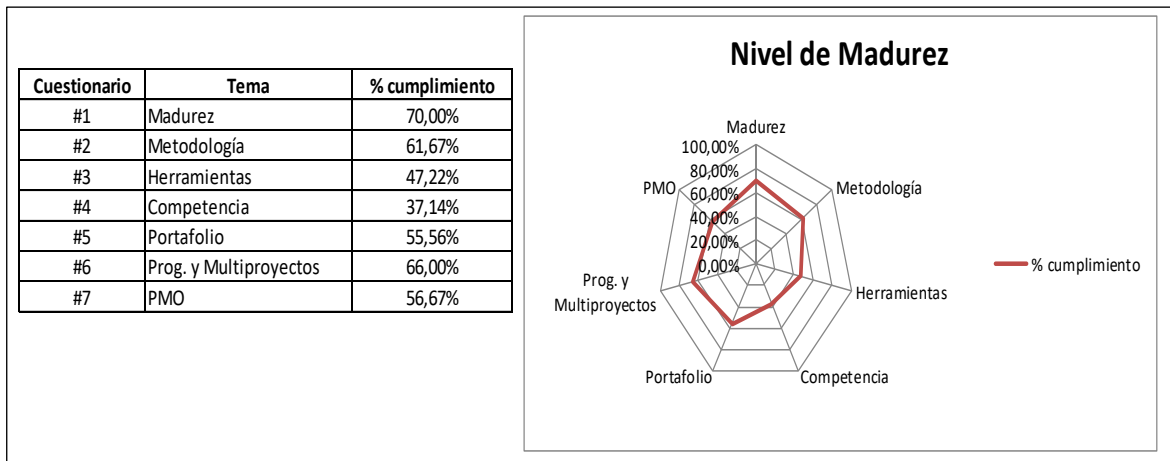 Cuestionario Tema % cumplimiento
#1 Madurez 70,00%
#2 Metodología 61,67%
#3 Herramientas 47,22%
#4 Competencia 37,14%
#5 Portafolio 55,56%
#6 Prog. y Multiproyectos 66,00%
#7 PMO 56,67%
Nivel de Madurez
Madurez
100,00%
80,00%
60,00%
40,00%
20,00%
0,00%
Metodología
Herramientas
Competencia
Portafolio
Prog. y
Multiproyectos
PMO
% cumplimiento